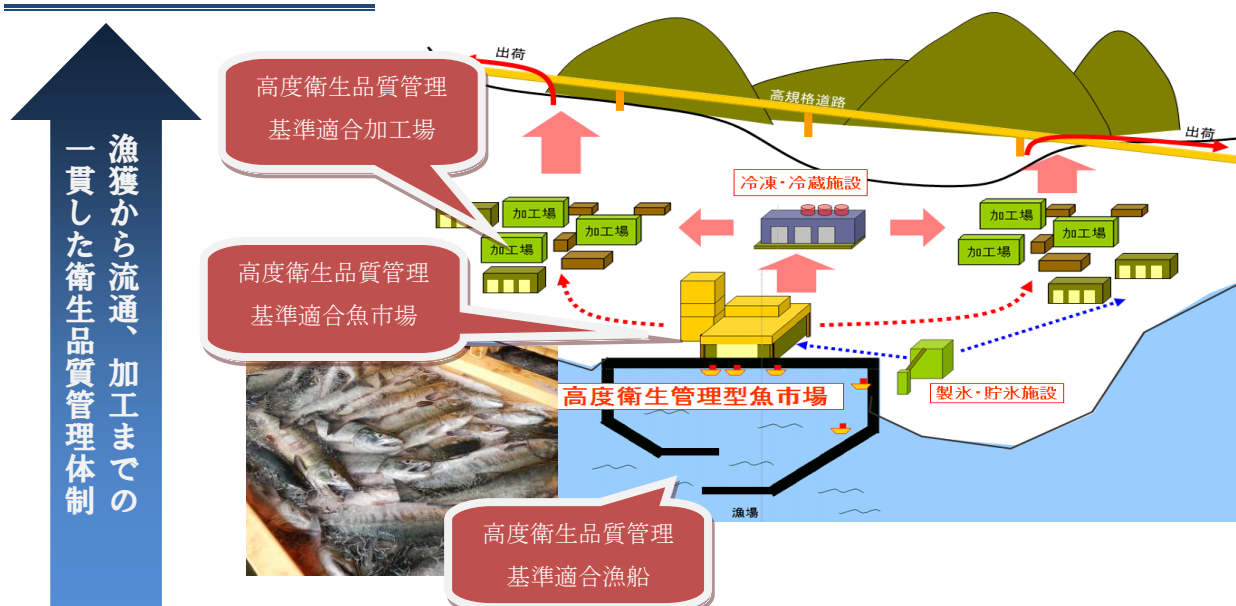 漁獲から流通、加工までの
一貫した衛生品質管理体制
出荷
高度衛生品質管理
基準適合加工場
高規格道路
出荷
冷凍・冷蔵施設
加工場
加工場
加工場
加工場
加工場
加工場
高度衛生品質管理
基準適合魚市場
高度衛生管理型魚市場
製氷・貯氷施設
漁場
高度衛生品質管理
基準適合漁船